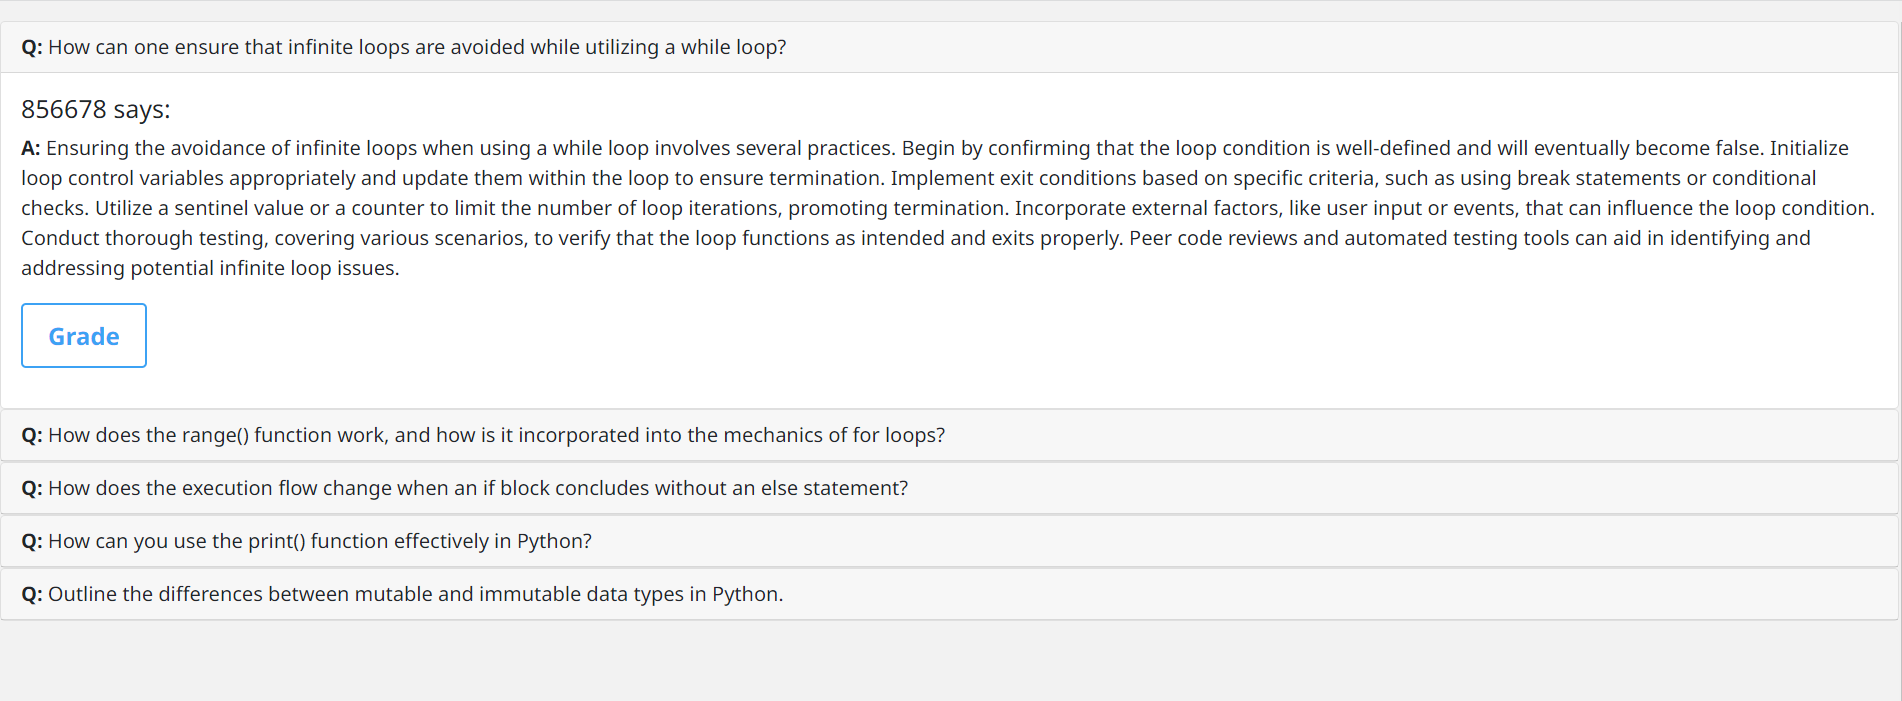 Q: How can one ensure that infinite loops are avoided while utilizing a while loop?
856678 says:
A: Ensuring the avoidance of infinite loops when using a while loop involves several practices. Begin by confirming that the loop condition is well-defined and will eventually become false. Initialize
loop control variables appropriately and update them within the loop to ensure termination. Implement exit conditions based on specific criteria, such as using break statements or conditional
checks. Utilize a sentinel value or a counter to limit the number of loop iterations, promoting termination. Incorporate external factors, like user input or events, that can influence the loop condition.
Conduct thorough testing, covering various scenarios, to verify that the loop functions as intended and exits properly. Peer code reviews and automated testing tools can aid in identifying and
addressing potential infinite loop issues.
Grade
Q: How does the range() function work, and how is it incorporated into the mechanics of for loops?
Q: How does the execution flow change when an if block concludes without an else statement?
Q: How can you use the print() function effectively in Python?
Q: Outline the differences between mutable and immutable data types in Python.